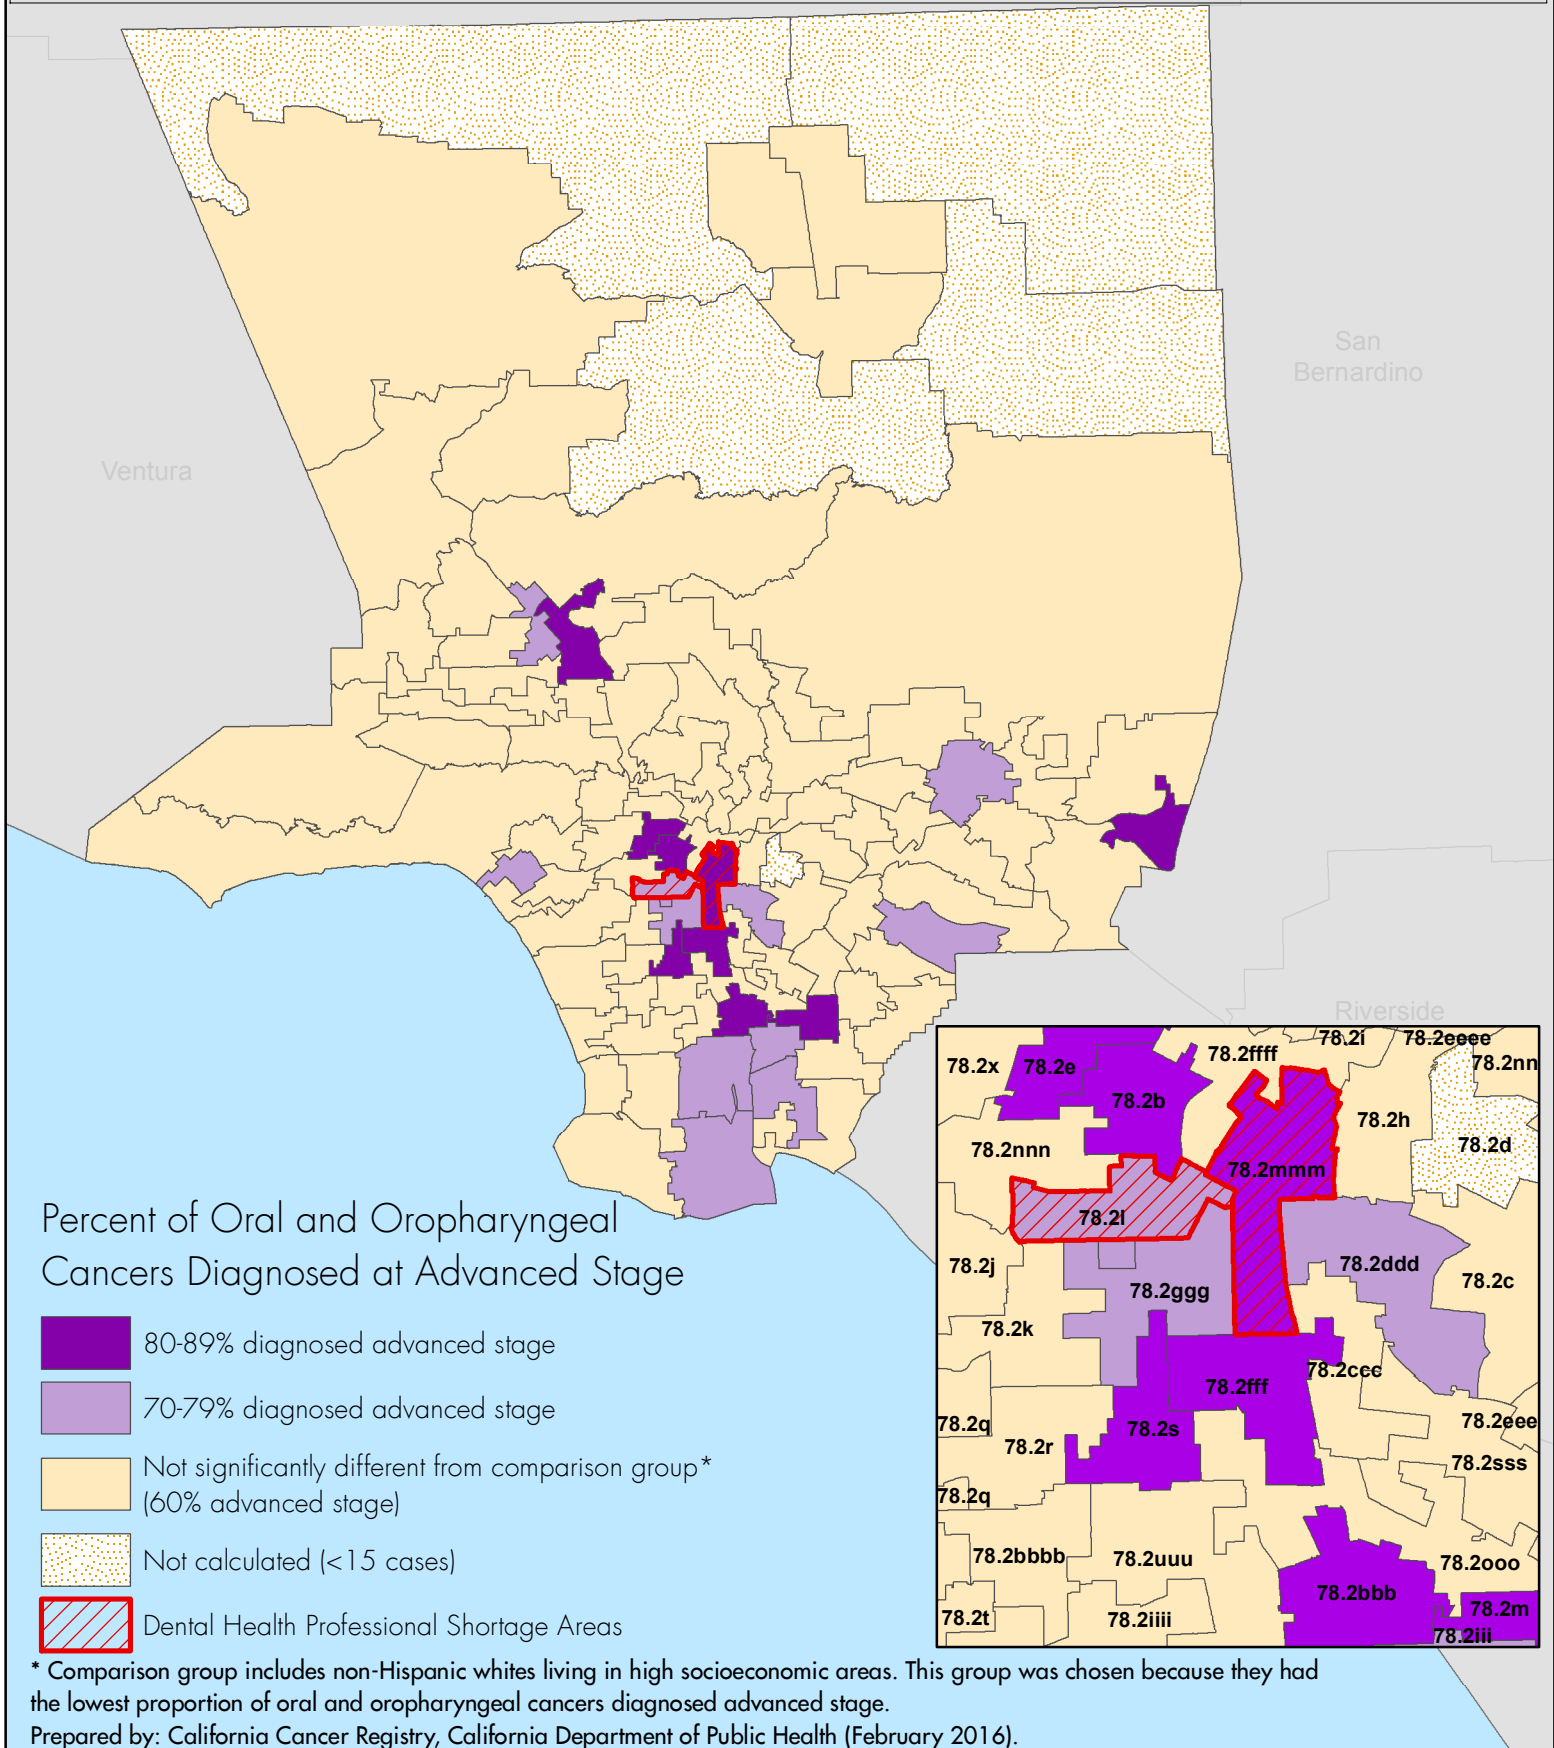 San
Bernardino
Ventura
Riverside
78.2i
78.2eeee
78.2x
78.2e
78.2ffff
78.2nn
78.2b
78.2h
78.2d
78.2nnn
78.2mmm
78.2l
78.2j
78.2ddd
78.2c
78.2ggg
78.2k
78.2ccc
78.2fff
78.2q
78.2s
78.2eee
78.2r
78.2sss
78.2q
78.2bbbb
78.2uuu
78.2ooo
78.2bbb
78.2t
78.2iiii
78.2m
78.2iii
Percent of Oral and Oropharyngeal
Cancers Diagnosed at Advanced Stage
80-89% diagnosed advanced stage
70-79% diagnosed advanced stage
Not significantly different from comparison group*
(60% advanced stage)
Not calculated (<15 cases)
Dental Health Professional Shortage Areas
* Comparison group includes non-Hispanic whites living in high socioeconomic areas. This group was chosen because they had
the lowest proportion of oral and oropharyngeal cancers diagnosed advanced stage.
Prepared by: California Cancer Registry, California Department of Public Health (February 2016).